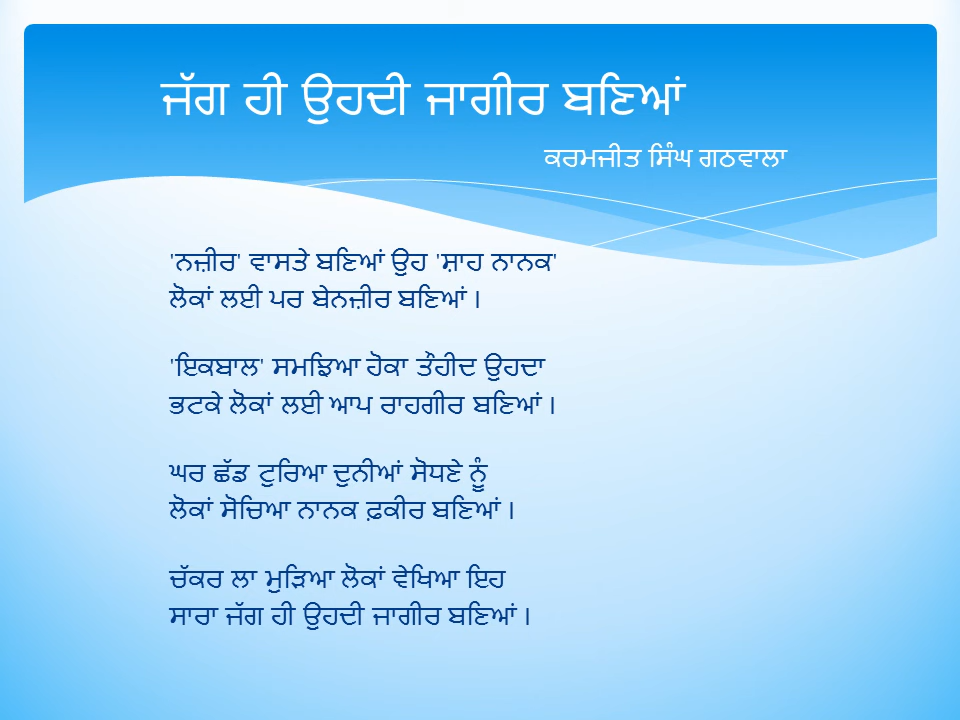 ਜੱਗ ਹੀ ਉਹਦੀ ਜਾਗੀਰ ਬਣਿਆਂ
ਕਰਮਜੀਤ ਸਿੰਘ ਗਠਵਾਲਾ
'ਨਜ਼ੀਰ' ਵਾਸਤੇ ਬਣਿਆਂ ਉਹ 'ਸ਼ਾਹ ਨਾਨਕ'
ਲੋਕਾਂ ਲਈ ਪਰ ਬੇਨਜ਼ੀਰ ਬਣਿਆਂ ।
'ਇਕਬਾਲ' ਸਮਝਿਆ ਹੋਕਾ ਤੌਹੀਦ ਉਹਦਾ
ਭਟਕੇ ਲੋਕਾਂ ਲਈ ਆਪ ਰਾਹਗੀਰ ਬਣਿਆਂ ।
ਘਰ ਛੱਡ ਟੁਰਿਆ ਦੁਨੀਆਂ ਸੋਧਣੇ ਨੂੰ
ਲੋਕਾਂ ਸੋਚਿਆ ਨਾਨਕ ਫ਼ਕੀਰ ਬਣਿਆਂ ।
ਚੱਕਰ ਲਾ ਮੁੜਿਆ ਲੋਕਾਂ ਵੇਖਿਆ ਇਹ
ਸਾਰਾ ਜੱਗ ਹੀ ਉਹਦੀ ਜਾਗੀਰ ਬਣਿਆਂ ।